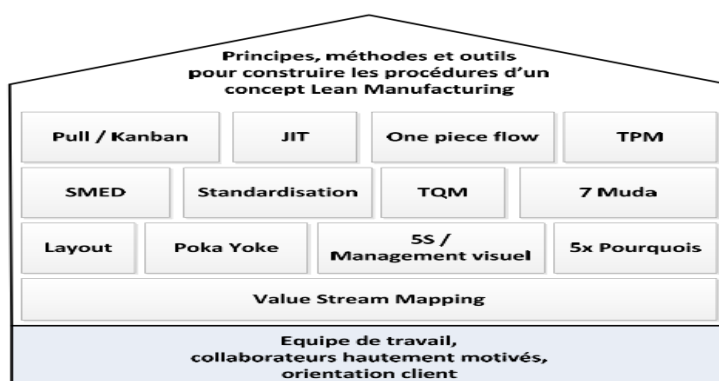 Principes, méthodes et outils
pour construire les procédures d'un
concept Lean Manufacturing
Pull / Kanban
JIT
One piece flow
TPM
SMED
Standardisation
TQM
7 Muda
Layout
Poka Yoke
5S /
Management visuel
5x Pourquois
Value Stream Mapping
Equipe de travail,
collaborateurs hautement motivés,
orientation client